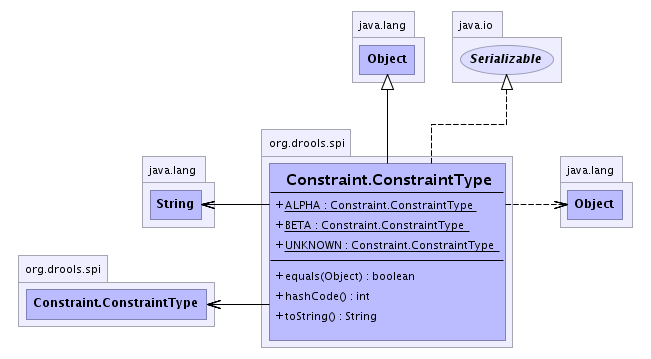 java.lang
Object
java.io
Serializable
org.drools.spi
Constraint.ConstraintType
+ALPHA : Constraint.ConstraintType
+BETA : Constraint.ConstraintType
+UNKNOWN : Constraint.ConstraintType
+equals(Object) : boolean
+hashCode() : int
+toString() : String
java.lang
String
java.lang
Object
org.drools.spi
Constraint.ConstraintType